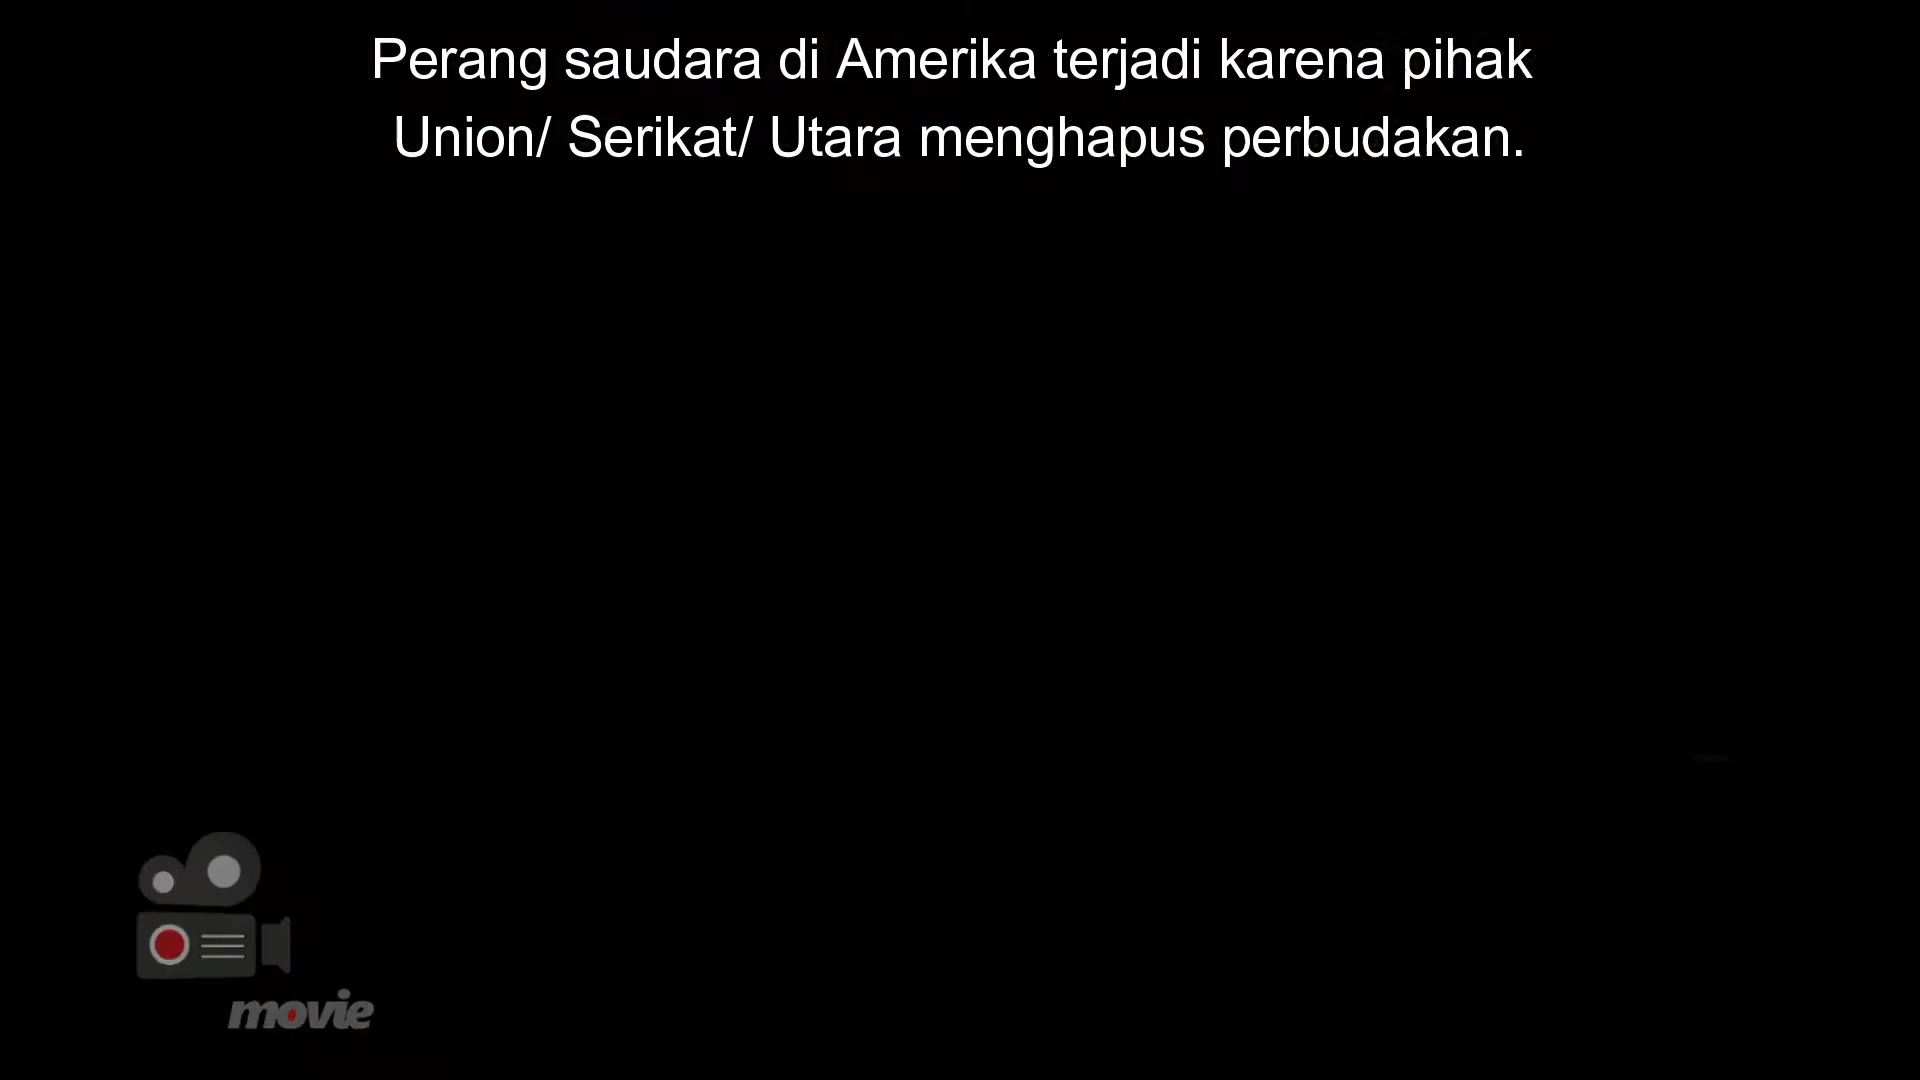 Perang saudara di Amerika terjadi karena pihak
Union/ Serikat/ Utara menghapus perbudakan.
movie